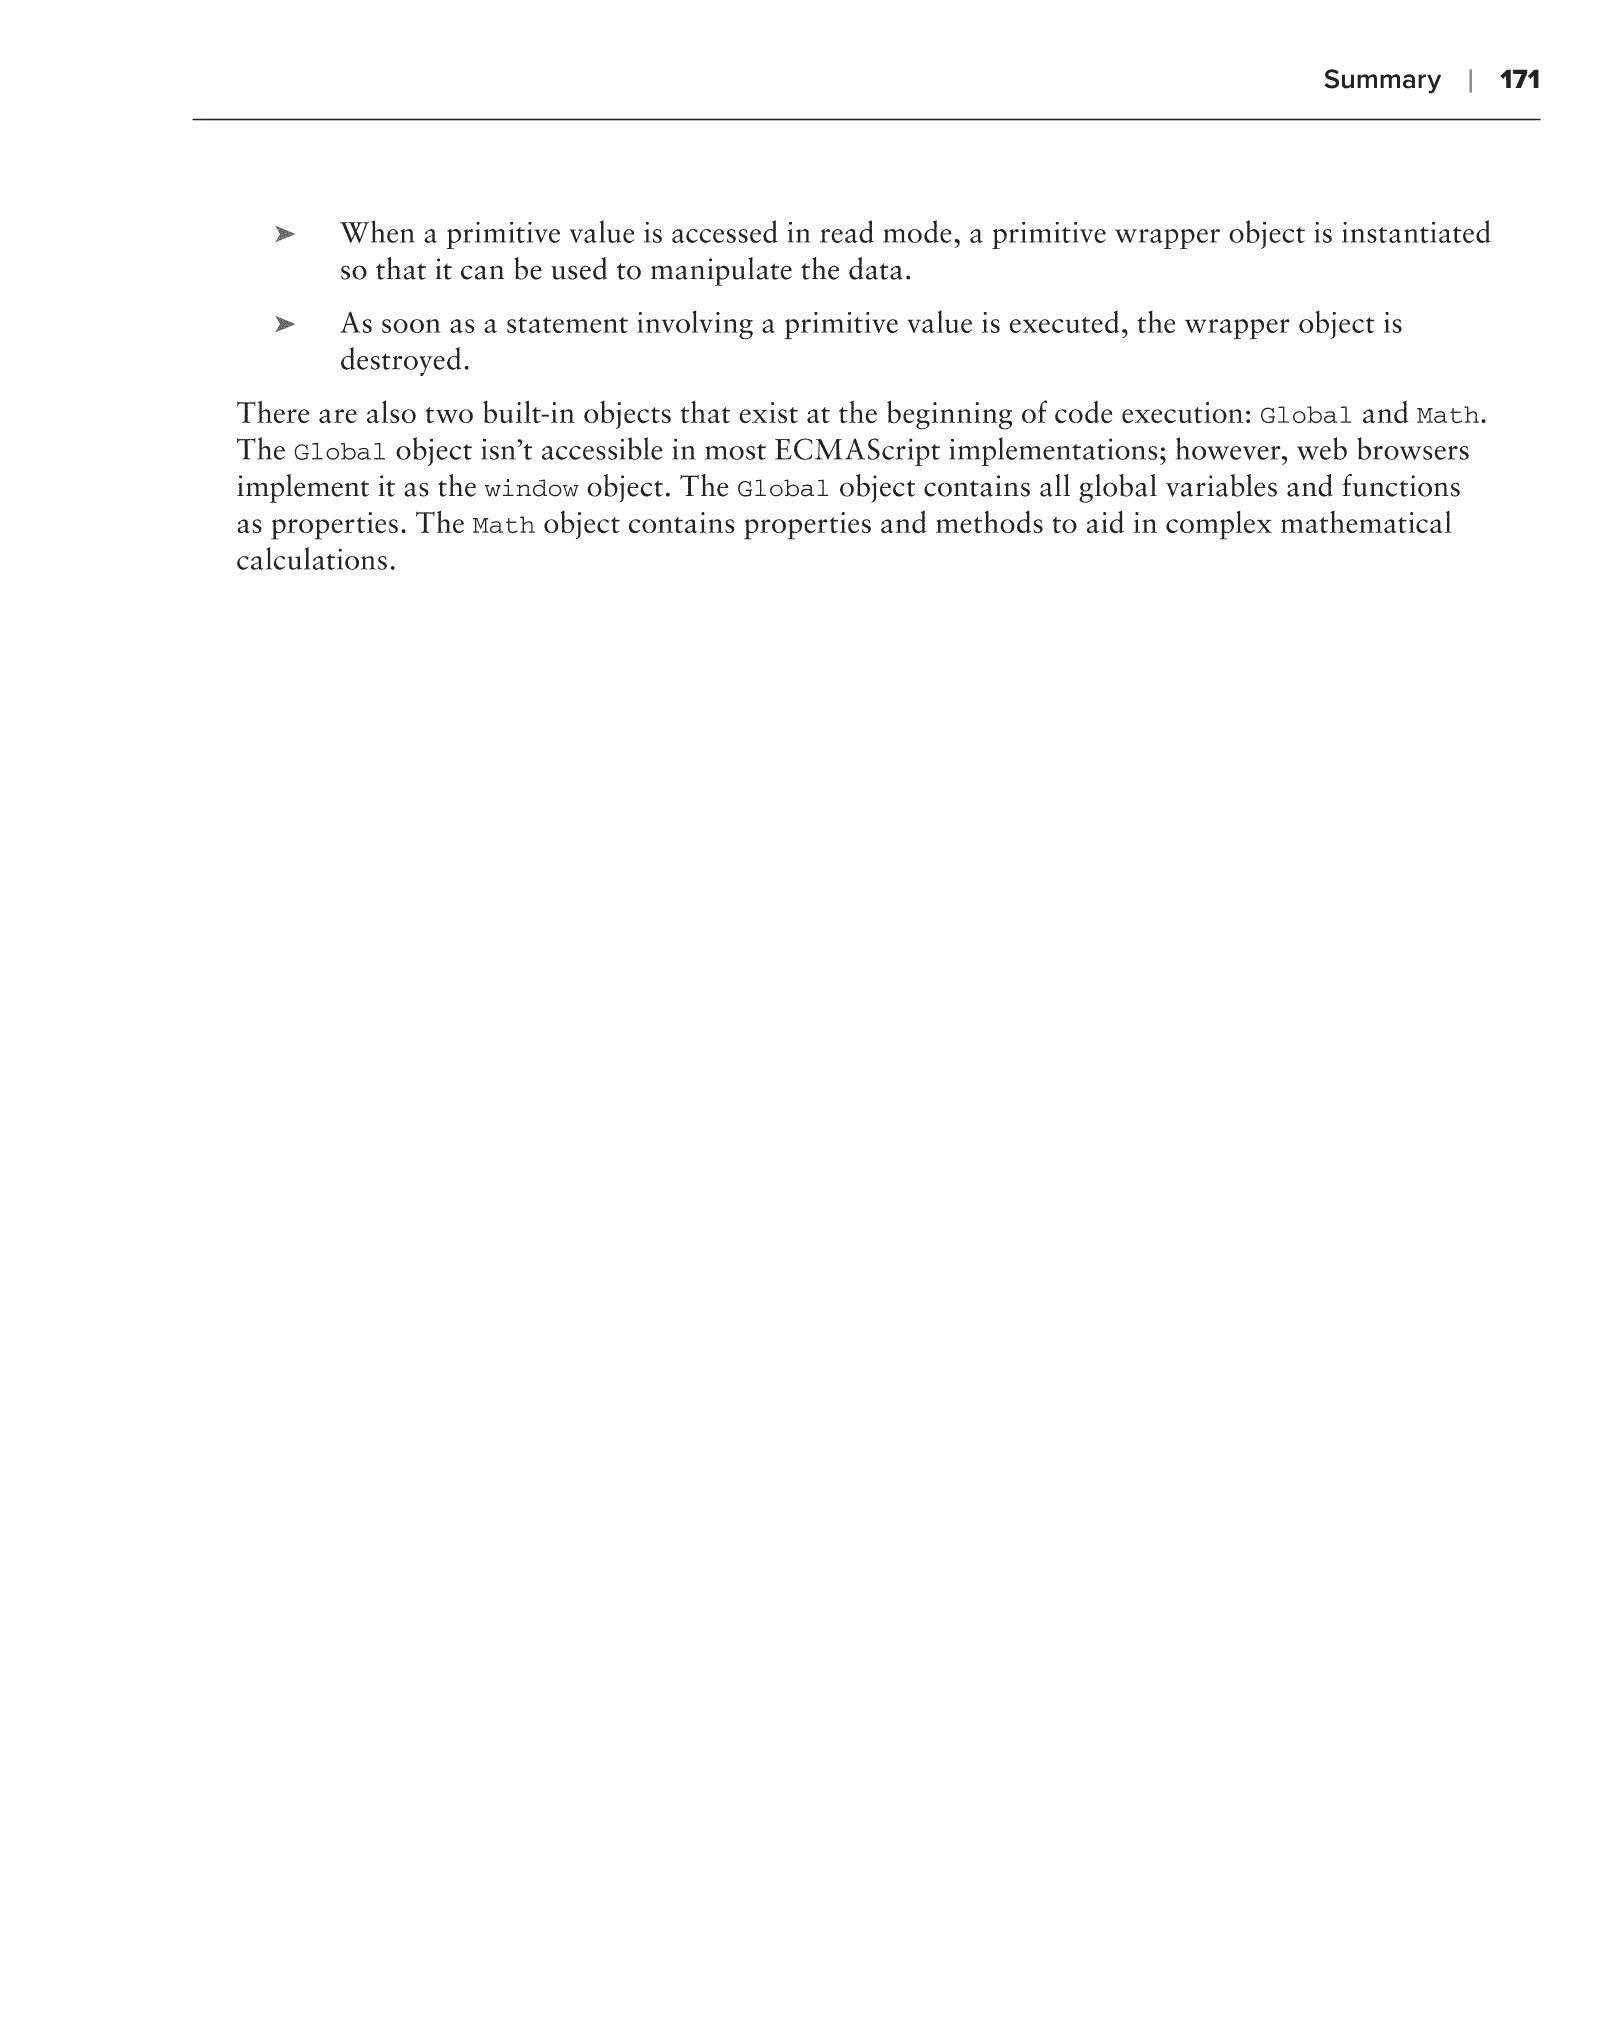 Summary | 171
➤ When a primitive value is accessed in read mode, a primitive wrapper object is instantiated
so that it can be used to manipulate the data.
➤ As soon as a statement involving a primitive value is executed, the wrapper object is
destroyed.
There are also two built-in objects that exist at the beginning of code execution: Global and Math.
The Global object isn’t accessible in most ECMAScript implementations; however, web browsers
implement it as the window object. The Global object contains all global variables and functions
as properties. The Math object contains properties and methods to aid in complex mathematical
calculations.